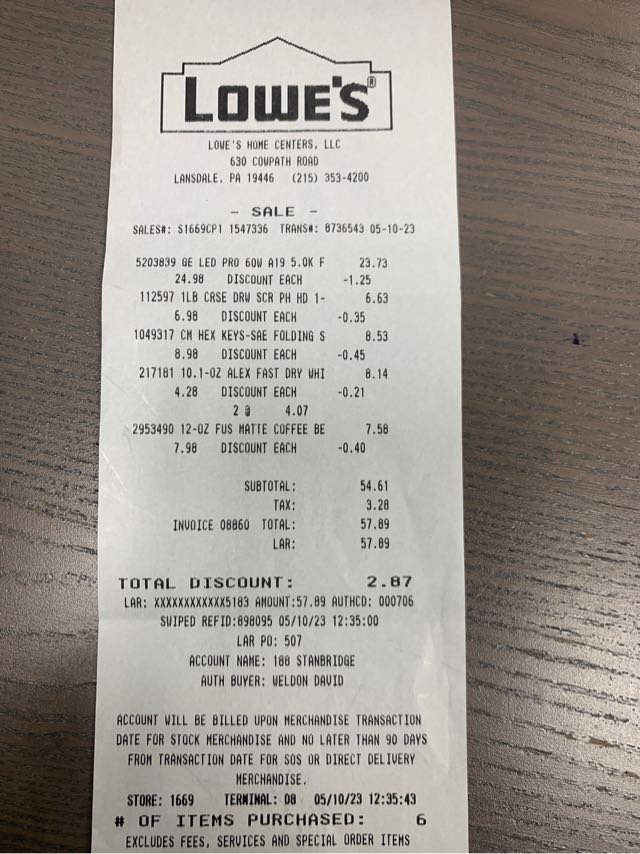 LOWE'S®
LOWE'S HOME CENTERS, LLC
630 COWPATH ROAD
LANSDALE, PA 19446 (215) 353-4200
- SALE -
SALES#: S1669CP1 1547336 TRANS#: 8736543 05-10-23
5203839 GE LED PRO 60W A19 5.0K F 23.73
24.98 DISCOUNT EACH -1.25
112597 1LB CRSE DRW SCR PH HD 1- 6.63
6.98 DISCOUNT EACH -0.35
1049317 CM HEX KEYS-SAE FOLDING S 8.53
8.98 DISCOUNT EACH -0.45
217181 10.1-OZ ALEX FAST DRY WHI 8.14
4.28 DISCOUNT EACH -0.21
2 @ 4.07
2953490 12-OZ FUS MATTE COFFEE BE 7.58
7.98 DISCOUNT EACH -0.40
SUBTOTAL: 54.61
TAX: 3.28
INVOICE 08860 TOTAL: 57.89
LAR: 57.89
TOTAL DISCOUNT: 2.87
LAR: XXXXXXXXXXXX5183 AMOUNT:57.89 AUTHCD: 000706
SWIPED REFID:898095 05/10/23 12:35:00
LAR PO: 507
ACCOUNT NAME: 188 STANBRIDGE
AUTH BUYER: WELDON DAVID
ACCOUNT WILL BE BILLED UPON MERCHANDISE TRANSACTION
DATE FOR STOCK MERCHANDISE AND NO LATER THAN 90 DAYS
FROM TRANSACTION DATE FOR SOS OR DIRECT DELIVERY
MERCHANDISE.
STORE: 1669 TERMINAL: 08 05/10/23 12:35:43
# OF ITEMS PURCHASED: 6
EXCLUDES FEES, SERVICES AND SPECIAL ORDER ITEMS